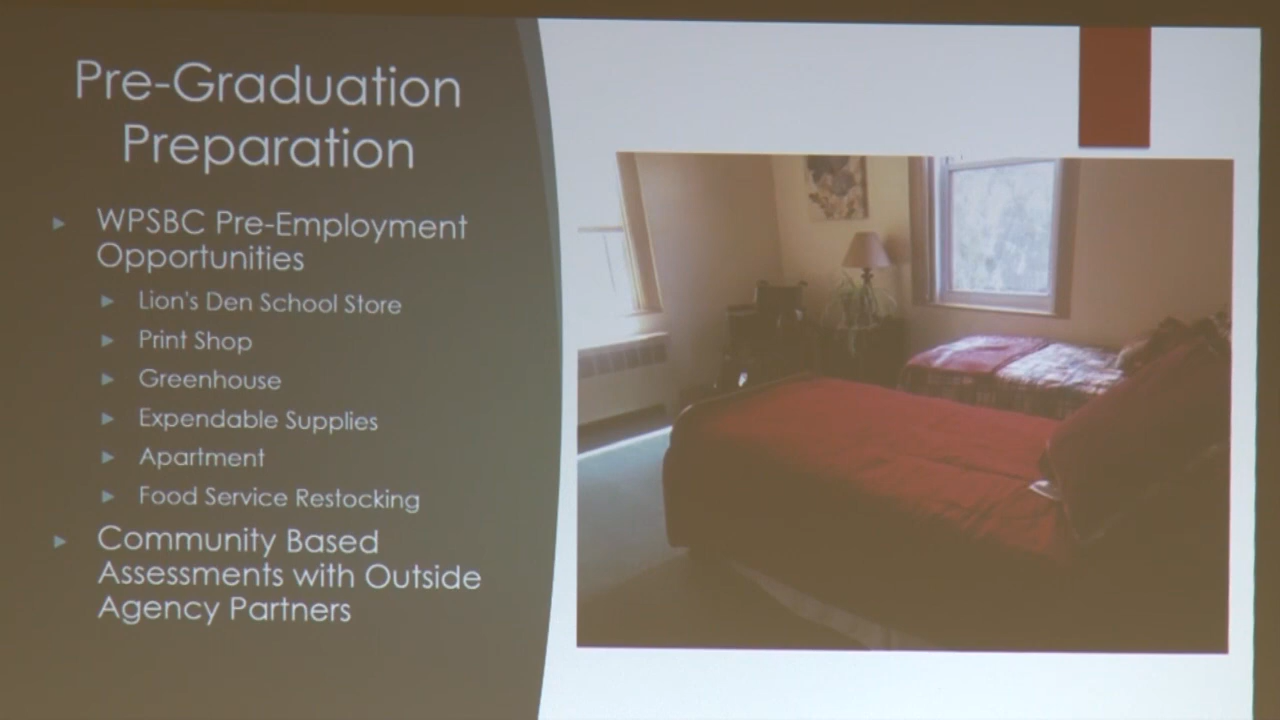 Pre-Graduation
Preparation
WPSBC Pre-Employment
Opportunities
Lion's Den School Store
Print Shop
Greenhouse
Expendable Supplies
Apartment
Food Service Restocking
Community Based
Assessments with Outside
Agency Partners